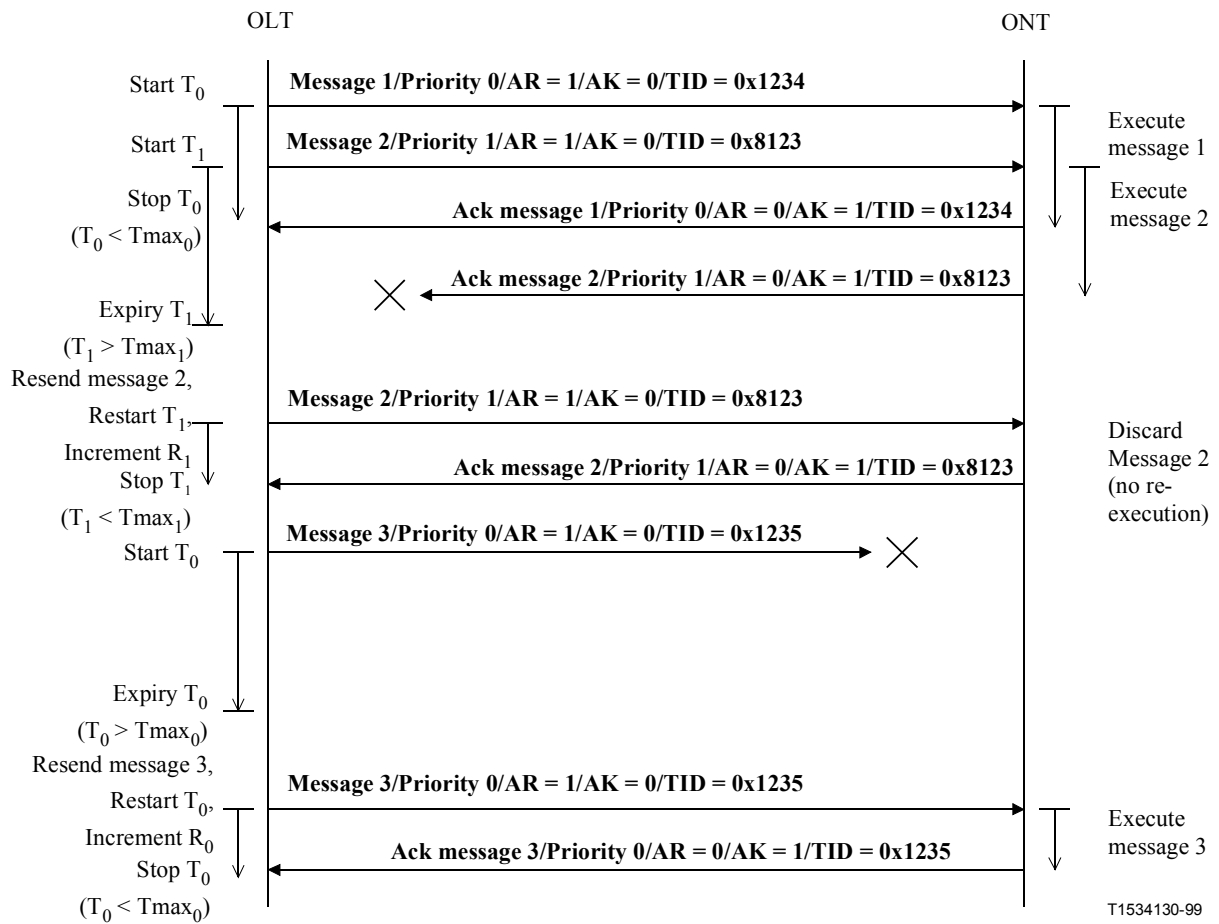 OLT
ONT
Start T0
Message 1/Priority 0/AR = 1/AK = 0/TID = 0x1234
Execute
message 1
Start T1
Message 2/Priority 1/AR = 1/AK = 0/TID = 0x8123
Execute
message 2
Stop T0
(T0 < Tmax0)
Ack message 1/Priority 0/AR = 0/AK = 1/TID = 0x1234
Ack message 2/Priority 1/AR = 0/AK = 1/TID = 0x8123
Expiry T1
(T1 > Tmax1)
Resend message 2,
Restart T1,
Increment R1
Message 2/Priority 1/AR = 1/AK = 0/TID = 0x8123
Discard
Message 2
(no re-
execution)
Stop T1
(T1 < Tmax1)
Ack message 2/Priority 1/AR = 0/AK = 1/TID = 0x8123
Start T0
Message 3/Priority 0/AR = 1/AK = 0/TID = 0x1235
Expiry T0
(T0 > Tmax0)
Resend message 3,
Restart T0,
Increment R0
Message 3/Priority 0/AR = 1/AK = 0/TID = 0x1235
Execute
message 3
Stop T0
(T0 < Tmax0)
Ack message 3/Priority 0/AR = 0/AK = 1/TID = 0x1235
T1534130-99